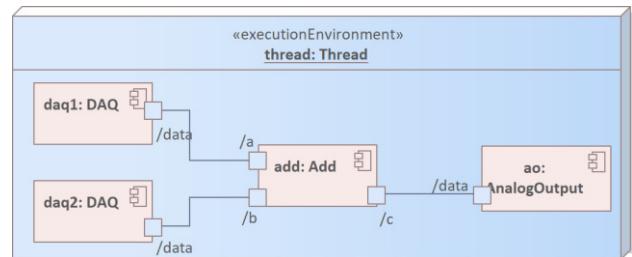 «executionEnvironment»
thread: Thread
daq1: DAQ
/data
/a
add: Add
ao:
AnalogOutput
/data
daq2: DAQ
/b
/c
/data